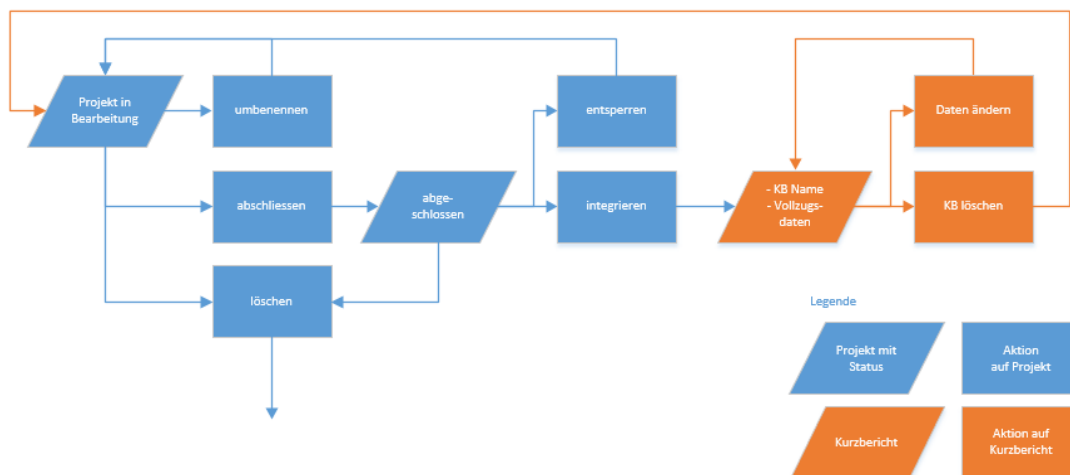 Projekt in
Bearbeitung
umbenennen
entsperren
Daten ändern
abschliessen
abge-
schlossen
integrieren
- KB Name
- Vollzugs-
daten
KB löschen
löschen
Legende
Projekt mit
Status
Aktion
auf Projekt
Kurzbericht
Aktion auf
Kurzbericht